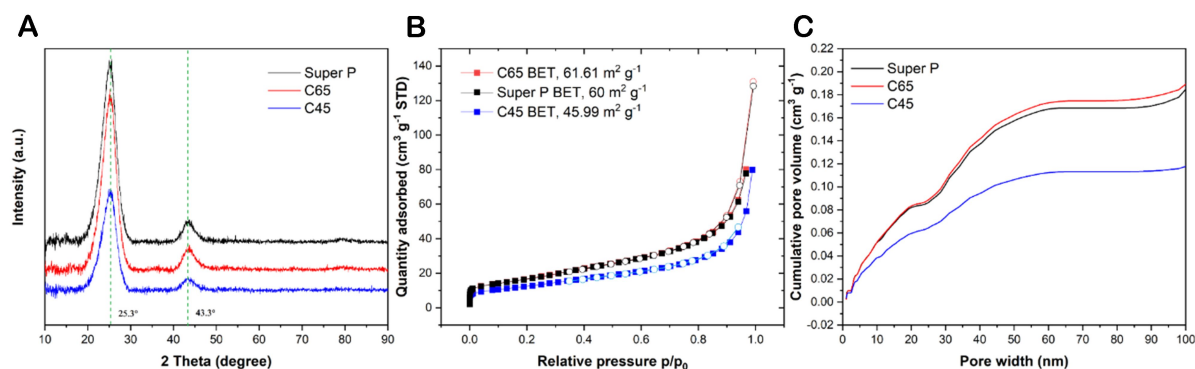 A
Intensity (a.u.)
Super P
C65
C45
25.3°
43.3°
10 20 30 40 50 60 70 80 90
2 Theta (degree)
B
Quantity adsorbed (cm³ g⁻¹ STD)
140
120
100
80
60
40
20
0
C65 BET, 61.61 m² g⁻¹
Super P BET, 60 m² g⁻¹
C45 BET, 45.99 m² g⁻¹
0.0 0.2 0.4 0.6 0.8 1.0
Relative pressure p/p₀
C
Cumulative pore volume (cm³ g⁻¹)
0.22
0.20
0.18
0.16
0.14
0.12
0.10
0.08
0.06
0.04
0.02
0.00
-0.02
Super P
C65
C45
0 10 20 30 40 50 60 70 80 90 100
Pore width (nm)